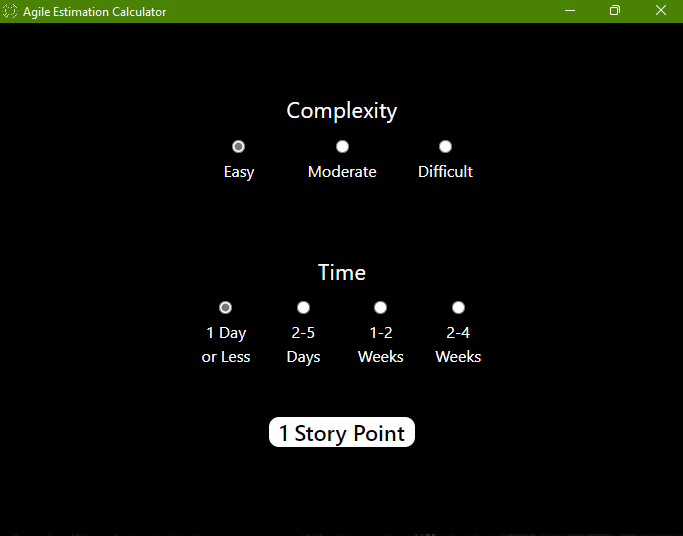 Agile Estimation Calculator
Complexity
Easy Moderate Difficult
Time
1 Day 2-5 1-2 2-4
or Less Days Weeks Weeks
1 Story Point